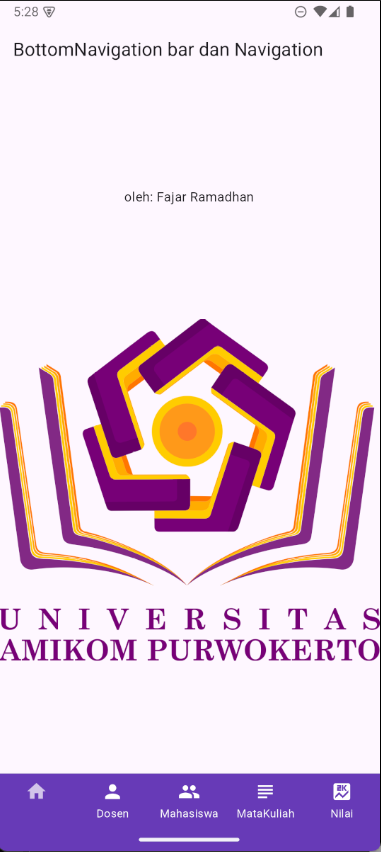 5:28
BottomNavigation bar dan Navigation
oleh: Fajar Ramadhan
UNIVERSITAS
AMIKOM PURWOKERTO
Dosen Mahasiswa MataKuliah Nilai